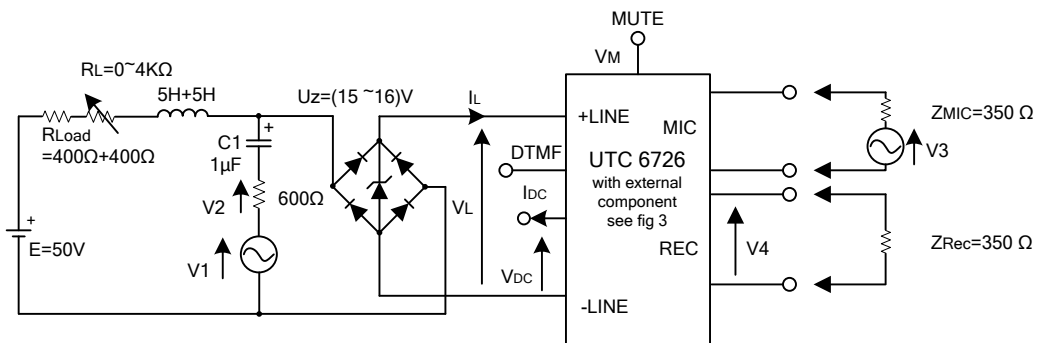 MUTE
VM
RL=0~4KΩ
5H+5H
Uz=(15 ~16)V
IL
RLoad
=400Ω+400Ω
+
C1
1μF
+LINE
MIC
ZMIC=350 Ω
V3
DTMF
UTC 6726
with external
component
see fig 3
V2
600Ω
IDC
VL
+
E=50V
V1
VDC
REC
V4
ZRec=350 Ω
-LINE